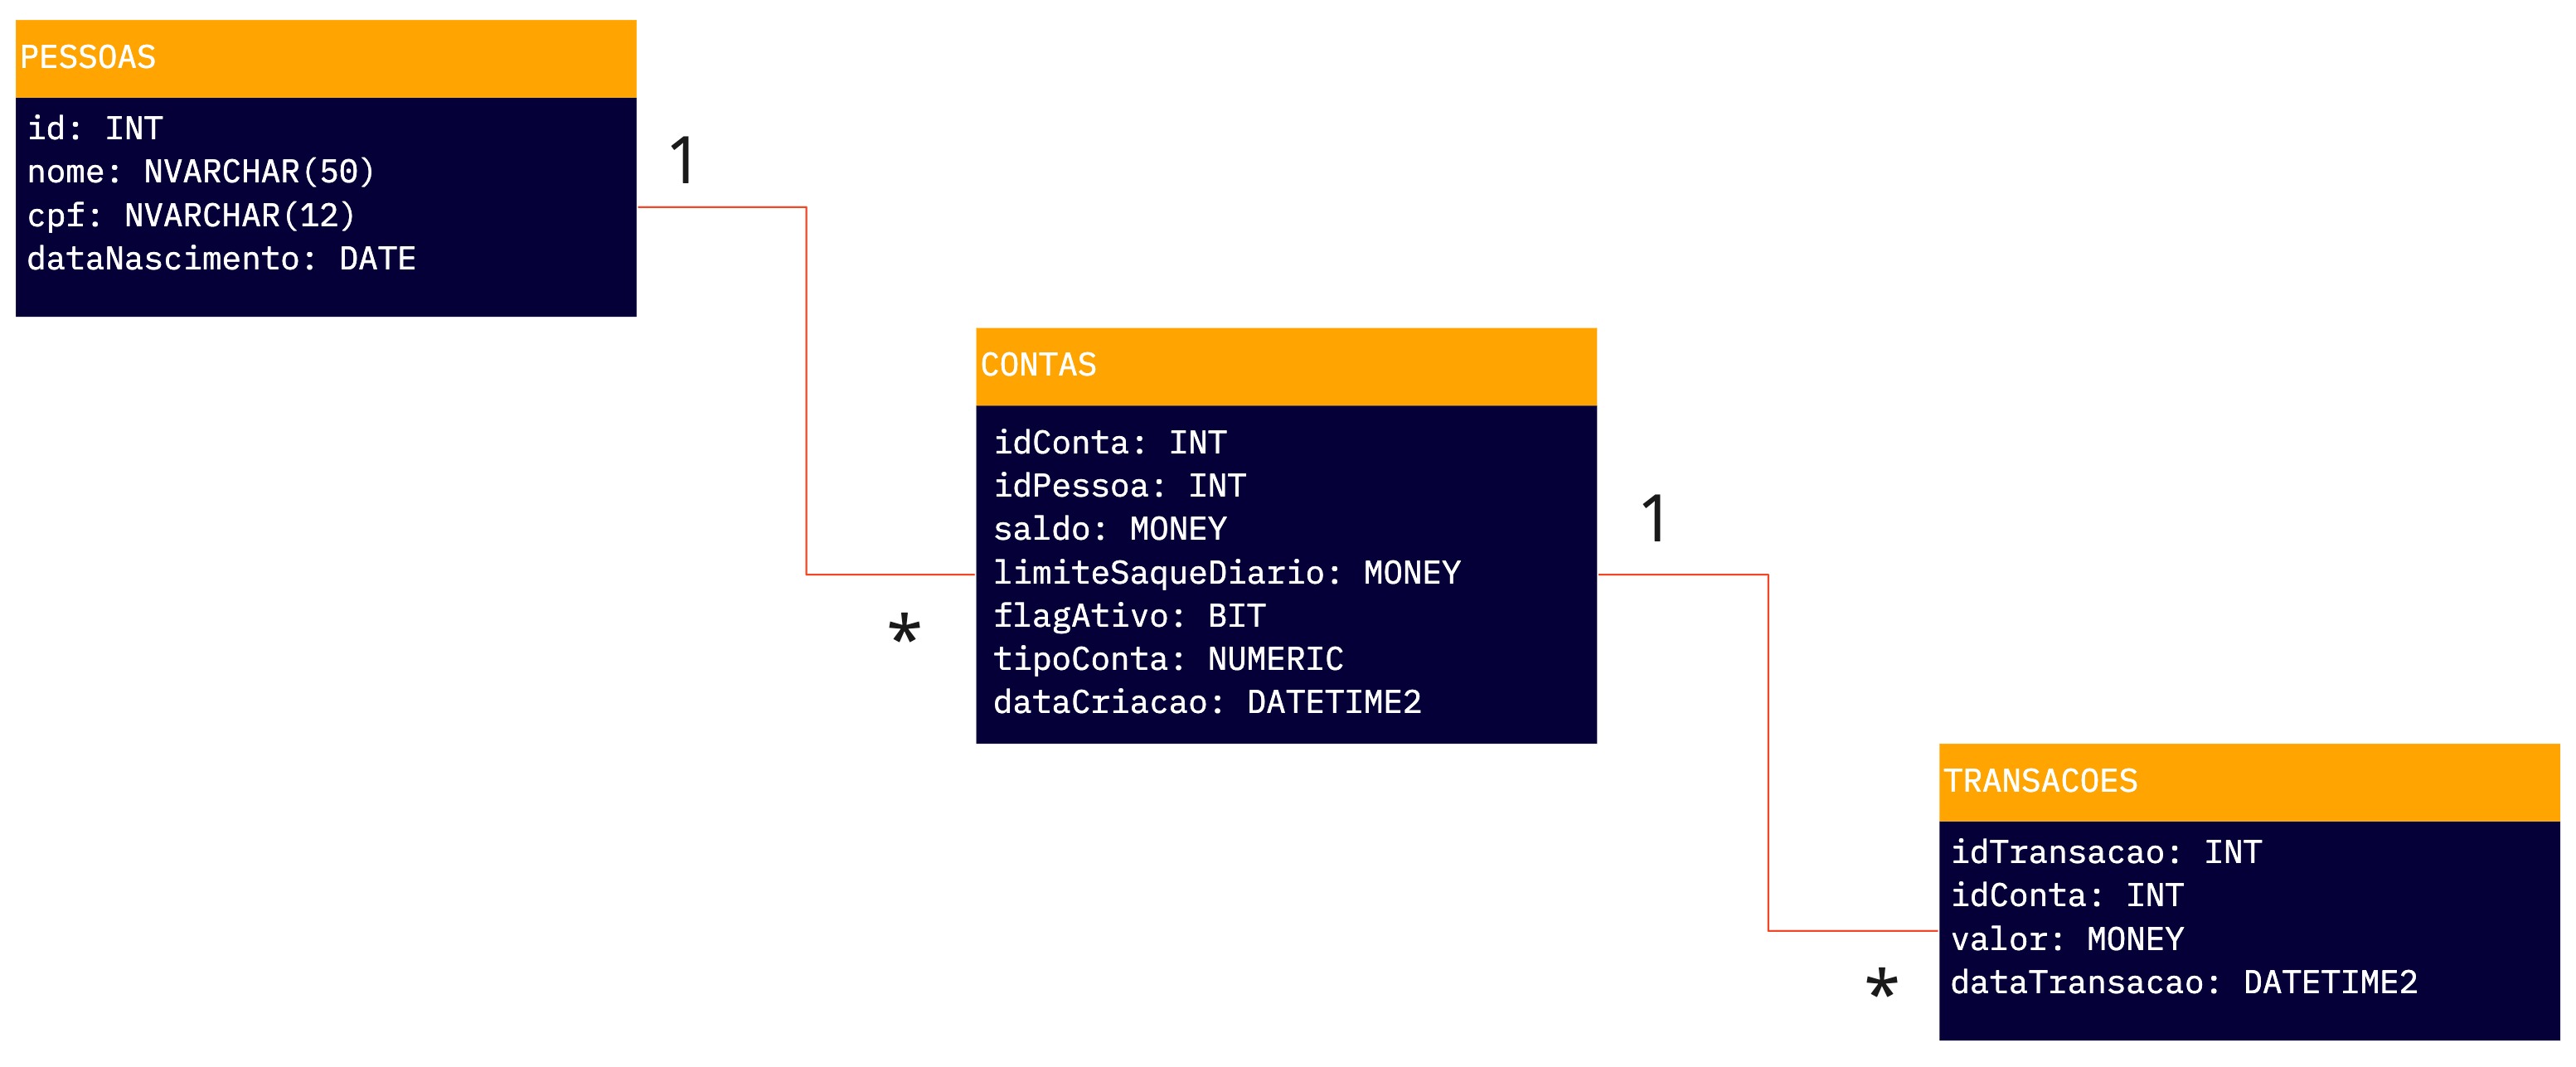 PESSOAS
id: INT
nome: NVARCHAR(50)
cpf: NVARCHAR(12)
dataNascimento: DATE
1
*
CONTAS
idConta: INT
idPessoa: INT
saldo: MONEY
limiteSaqueDiario: MONEY
flagAtivo: BIT
tipoConta: NUMERIC
dataCriacao: DATETIME2
1
*
TRANSACOES
idTransacao: INT
idConta: INT
valor: MONEY
dataTransacao: DATETIME2